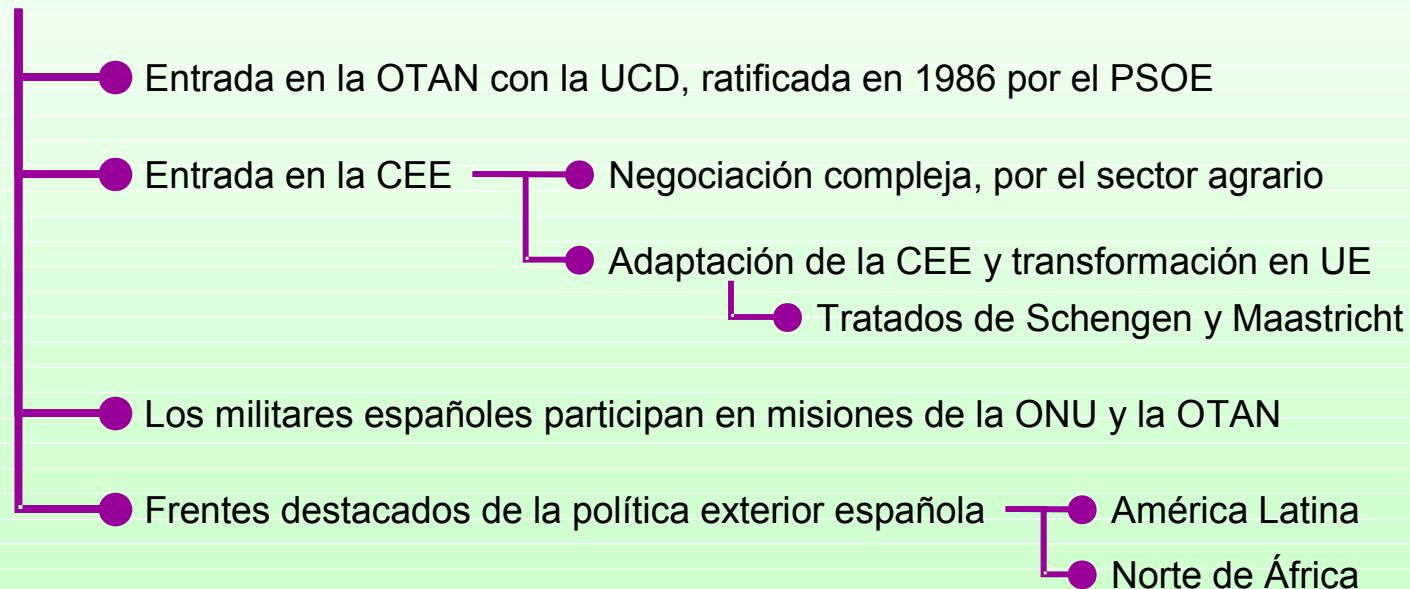 Entrada en la OTAN con la UCD, ratificada en 1986 por el PSOE
Entrada en la CEE
Negociación compleja, por el sector agrario
Adaptación de la CEE y transformación en UE
Tratados de Schengen y Maastricht
Los militares españoles participan en misiones de la ONU y la OTAN
Frentes destacados de la política exterior española
América Latina
Norte de África